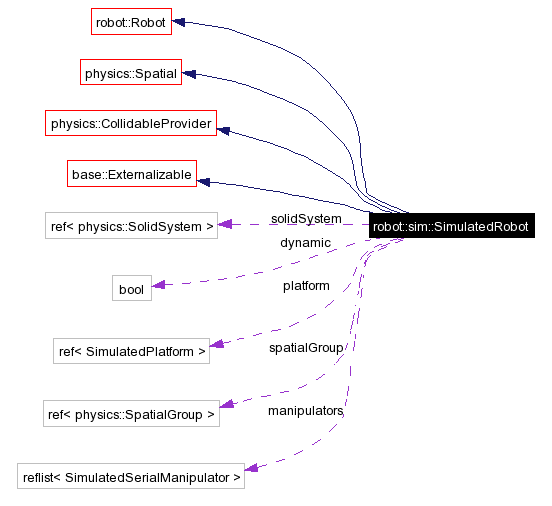 robot::Robot
physics::Spatial
physics::CollidableProvider
base::Externalizable
ref< physics::SolidSystem >
solidSystem
robot::sim::SimulatedRobot
dynamic
bool
platform
ref< SimulatedPlatform >
spatialGroup
ref< physics::SpatialGroup >
manipulators
reflist< SimulatedSerialManipulator >